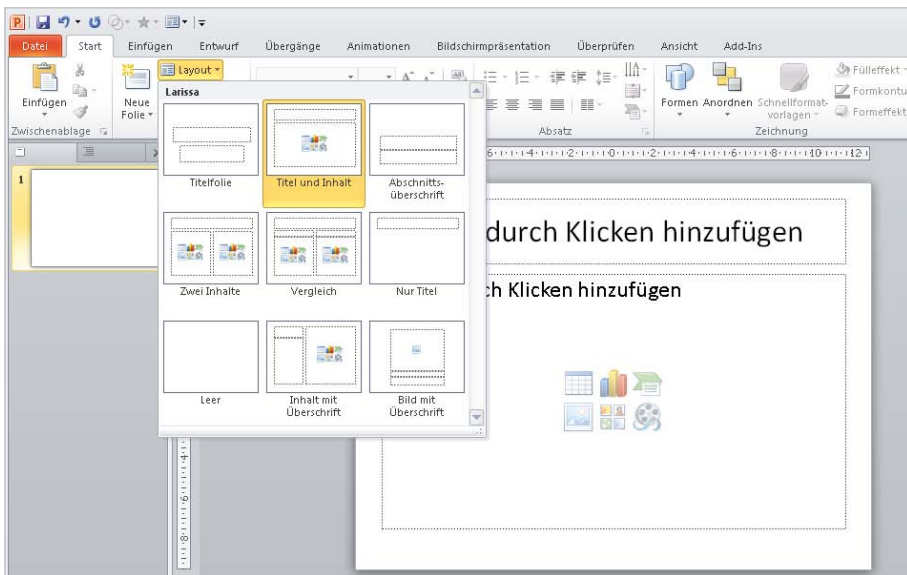 Datei Start Einfügen Entwurf Übergänge Animationen Bildschirmpräsentation Überprüfen Ansicht Add-Ins
Layout
Einfügen
Neue
Folie
Formen Anordnen Schnellformat-
vorlagen
Fülleffekt
Formkontu
Formeffekt
Zwischenablage
Absatz
Zeichnung
Larissa
Titelfolie
Titel und Inhalt
Abschnitts-
überschrift
Zwei Inhalte
Vergleich
Nur Titel
Leer
Inhalt mit
Überschrift
Bild mit
Überschrift
1
durch Klicken hinzufügen
ch Klicken hinzufügen